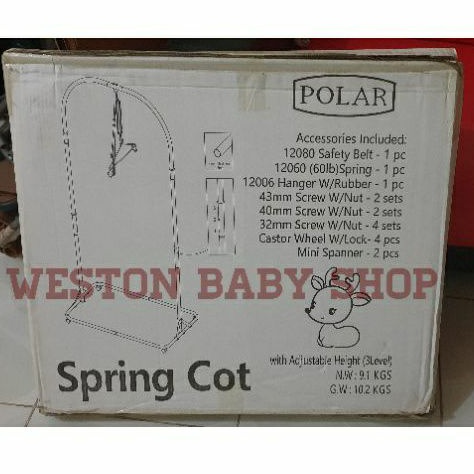 POLAR
Accessories Included:
12080 Safety Belt - 1 pc
12060 (60lb)Spring - 1 pc
12006 Hanger W/Rubber - 1 pc
43mm Screw W/Nut - 2 sets
40mm Screw W/Nut - 2 sets
32mm Screw W/Nut - 4 sets
Castor Wheel W/Lock- 4 pcs
Mini Spanner - 2 pcs
WESTON BABY SHOP
with Adjustable Height (3Level)
N.W : 9.1 KGS
G.W : 10.2 KGS
Spring Cot